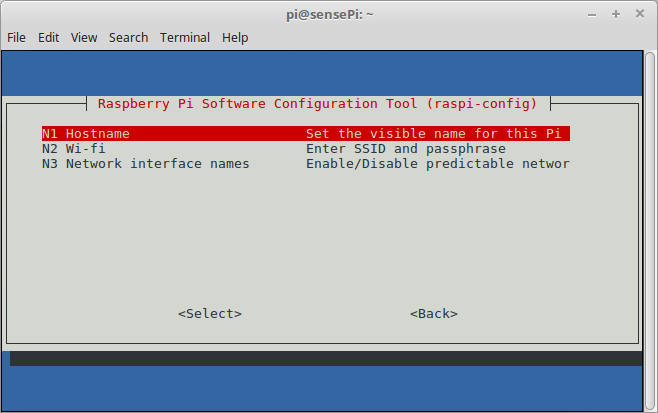 pi@sensePi: ~
File Edit View Search Terminal Help
Raspberry Pi Software Configuration Tool (raspi-config)
N1 Hostname Set the visible name for this Pi
N2 Wi-fi Enter SSID and passphrase
N3 Network interface names Enable/Disable predictable networ
<Select> <Back>